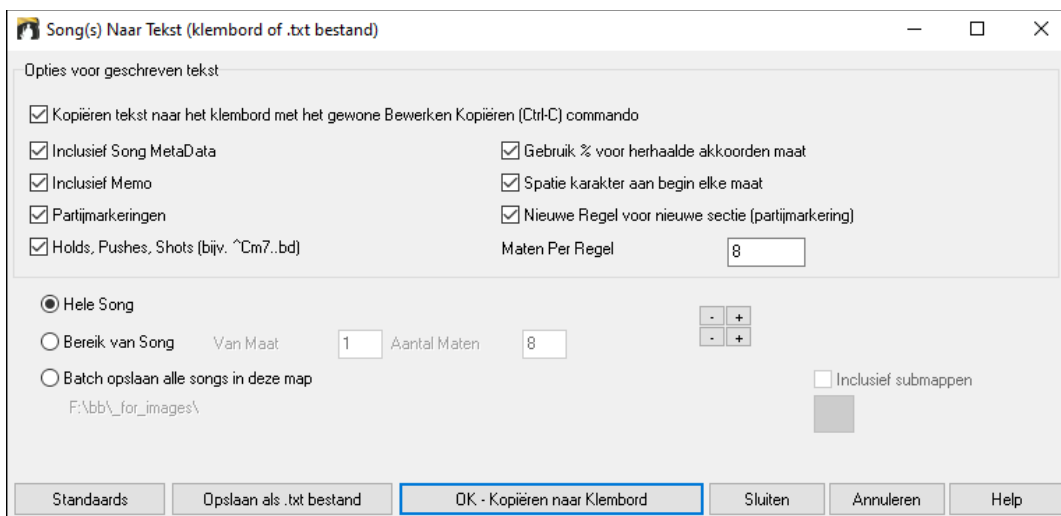 Song(s) Naar Tekst (klembord of .txt bestand)
Opties voor geschreven tekst
Kopiëren tekst naar het klembord met het gewone Bewerken Kopiëren (Ctrl-C) commando
Inclusief Song MetaData
Gebruik % voor herhaalde akkoorden maat
Inclusief Memo
Spatie karakter aan begin elke maat
Partijmarkeringen
Nieuwe Regel voor nieuwe sectie (partijmarkering)
Holds, Pushes, Shots (bijv. ^Cm7..bd)
Maten Per Regel 8
Hele Song
- +
Bereik van Song Van Maat 1 Aantal Maten 8
- +
Batch opslaan alle songs in deze map
Inclusief submappen
F:\bb\_for_images\
Standaards Opslaan als .txt bestand OK - Kopiëren naar Klembord Sluiten Annuleren Help